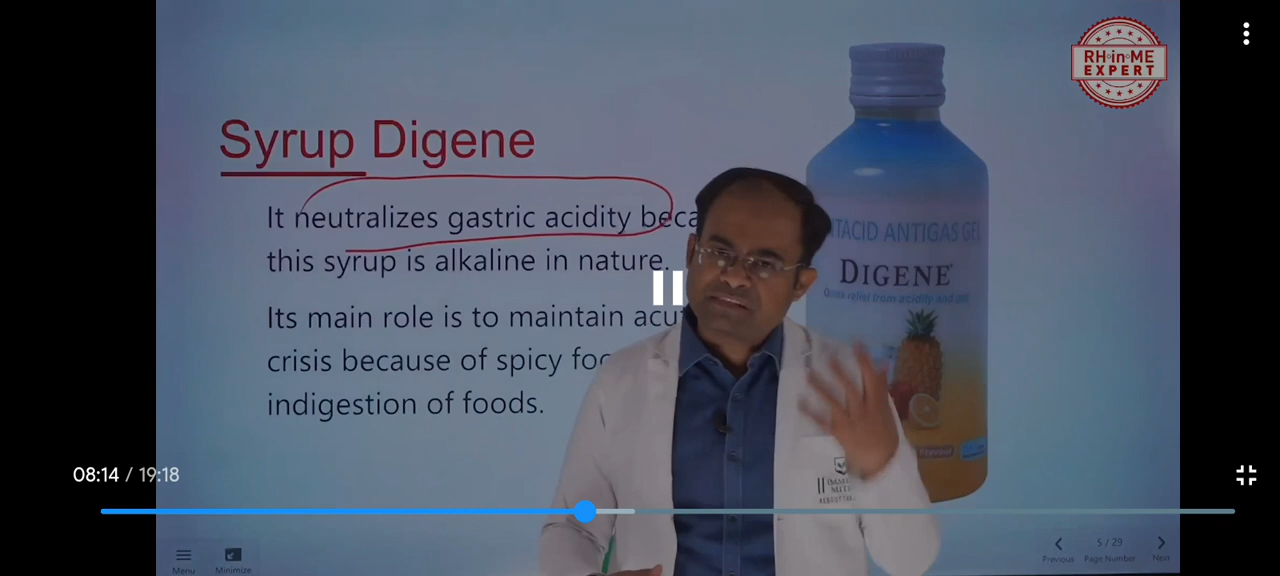 RH-in-ME
EXPERT
Syrup Digene
It neutralizes gastric acidity beca
this syrup is alkaline in nature.
Its main role is to maintain acu
crisis because of spicy foo
indigestion of foods.
TACID ANTIGAS GEL
DIGENE
Quick relief from acidity and gas
08:14 / 19:18
Menu
Minimize
5 / 29
Previous
Page Number
Next